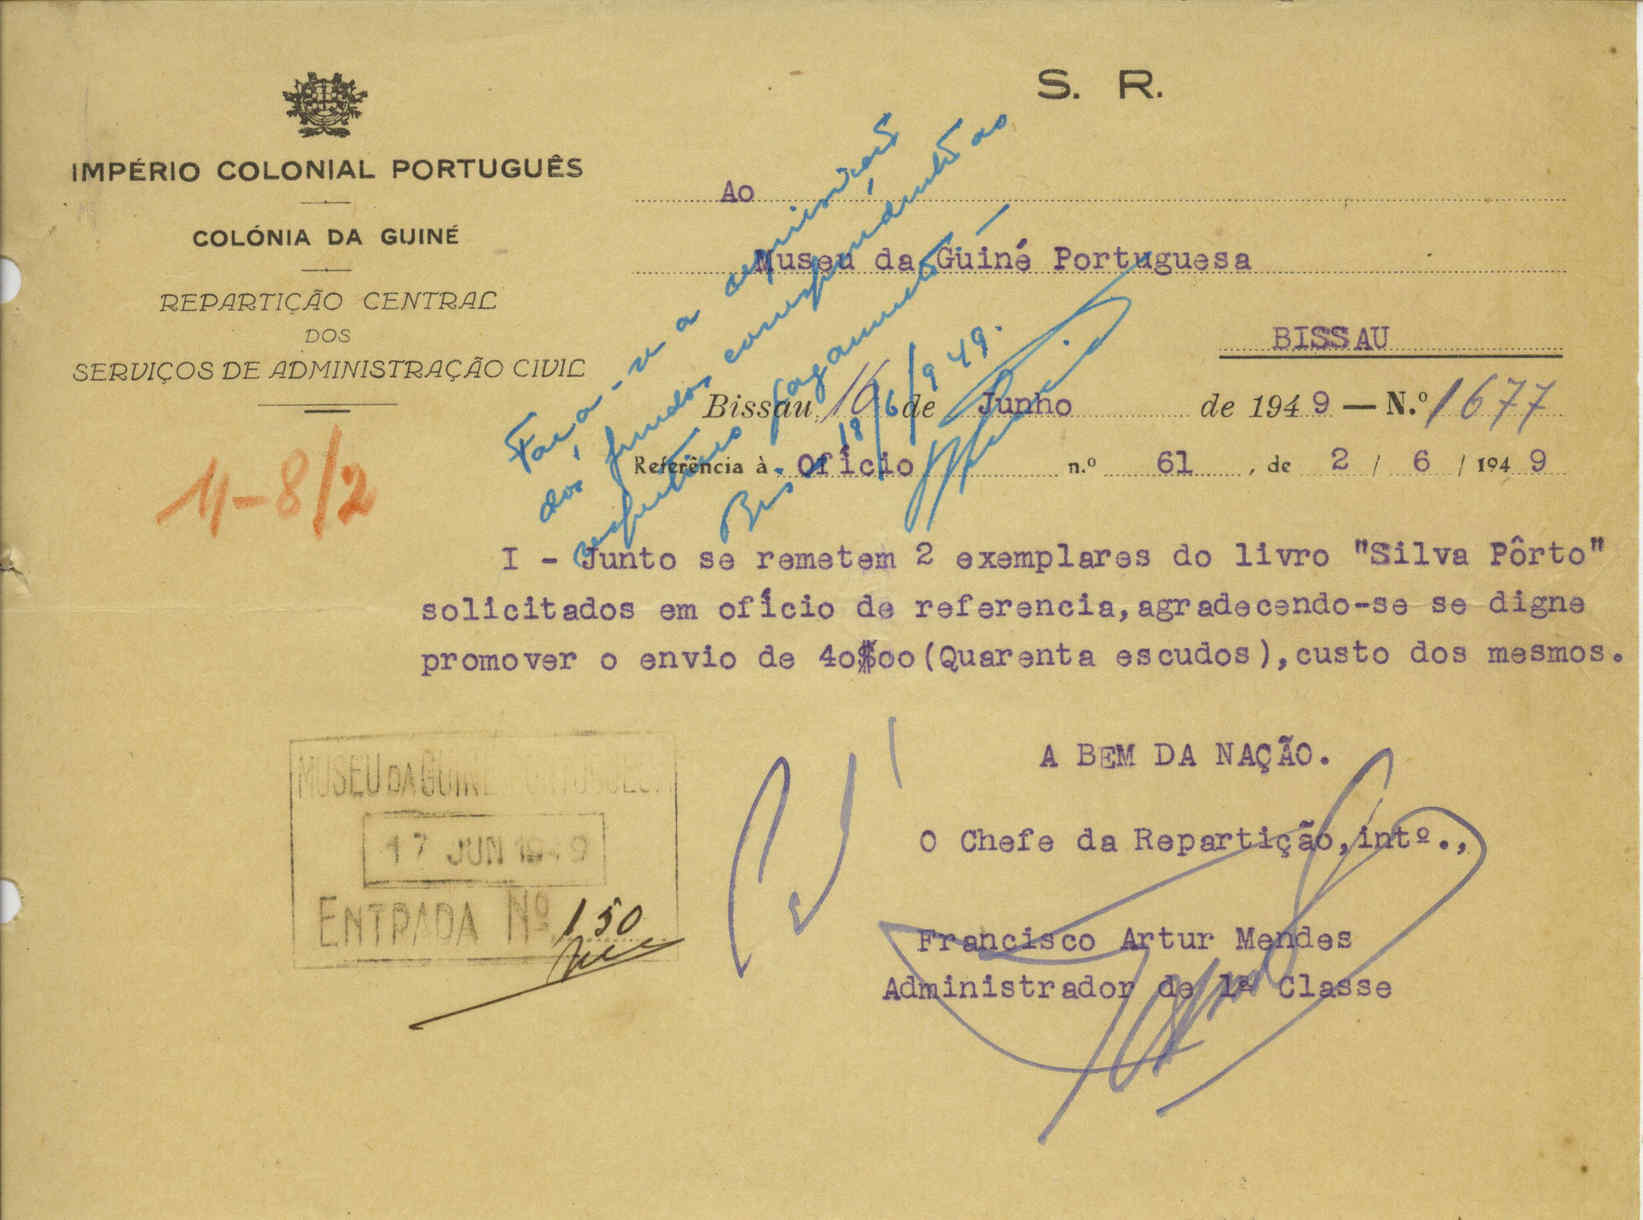 S. R.
IMPÉRIO COLONIAL PORTUGUÊS
COLÓNIA DA GUINÉ
REPARTIÇÃO CENTRAL
DOS
SERVIÇOS DE ADMINISTRAÇÃO CIVIL
Ao
Museu da Guiné Portuguesa
BISSAU
Bissau, 16 de Junho de 1949 — N.º 1677
Referência à Ofício n.º 61, de 2 / 6 / 1949
11-8/2
Faça-se a requisição
dos fundos correspondentes ao
respectivo pagamento —
Bis 18/6/949.
I - Junto se remetem 2 exemplares do livro "Silva Pôrto"
solicitados em ofício de referencia,agradecendo-se se digne
promover o envio de 40$00(Quarenta escudos),custo dos mesmos.
A BEM DA NAÇÃO.
O Chefe da Repartição,intº.,
Francisco Artur Mendes
Administrador de 1ª Classe
MUSEU DA GUINÉ PORTUGUESA
17 JUN 1949
ENTRADA Nº 150